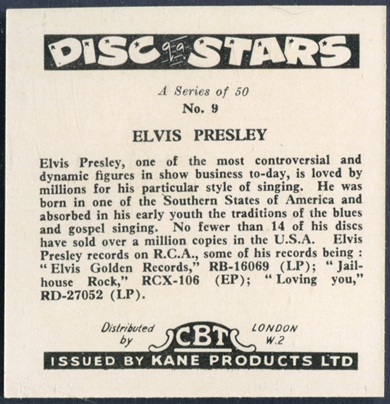 DISC STARS
A Series of 50
No. 9
ELVIS PRESLEY
Elvis Presley, one of the most controversial and
dynamic figures in show business to-day, is loved by
millions for his particular style of singing. He was
born in one of the Southern States of America and
absorbed in his early youth the traditions of the blues
and gospel singing. No fewer than 14 of his discs
have sold over a million copies in the U.S.A. Elvis
Presley records on R.C.A., some of his records being :
" Elvis Golden Records," RB-16069 (LP); " Jail-
house Rock," RCX-106 (EP); " Loving you,"
RD-27052 (LP).
Distributed by CBT LONDON W.2
ISSUED BY KANE PRODUCTS LTD